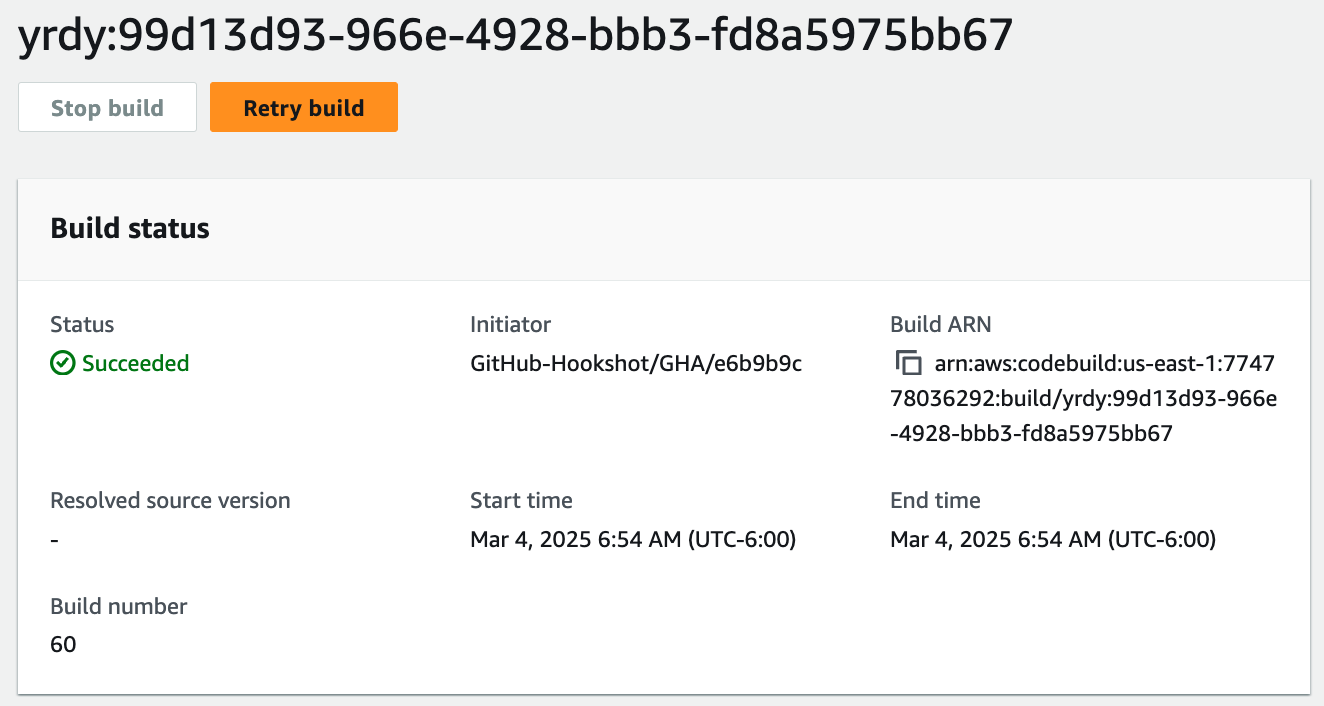 yrdy:99d13d93-966e-4928-bbb3-fd8a5975bb67
Stop build
Retry build
Build status
Status
Succeeded
Initiator
GitHub-Hookshot/GHA/e6b9b9c
Build ARN
arn:aws:codebuild:us-east-1:7747
78036292:build/yrdy:99d13d93-966e
-4928-bbb3-fd8a5975bb67
Resolved source version
-
Start time
Mar 4, 2025 6:54 AM (UTC-6:00)
End time
Mar 4, 2025 6:54 AM (UTC-6:00)
Build number
60